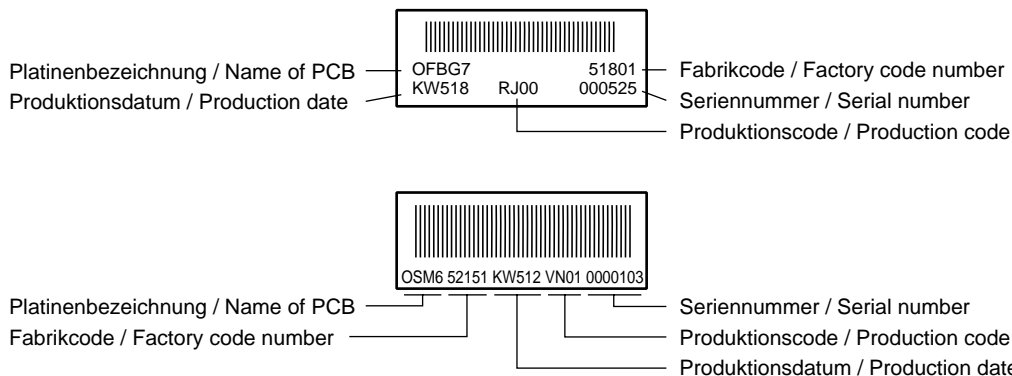 OFBG7 51801
KW518 RJ00 000525
Platinenbezeichnung / Name of PCB
Produktionsdatum / Production date
Fabrikcode / Factory code number
Seriennummer / Serial number
Produktionscode / Production code
OSM6 52151 KW512 VN01 0000103
Platinenbezeichnung / Name of PCB
Fabrikcode / Factory code number
Seriennummer / Serial number
Produktionscode / Production code
Produktionsdatum / Production date